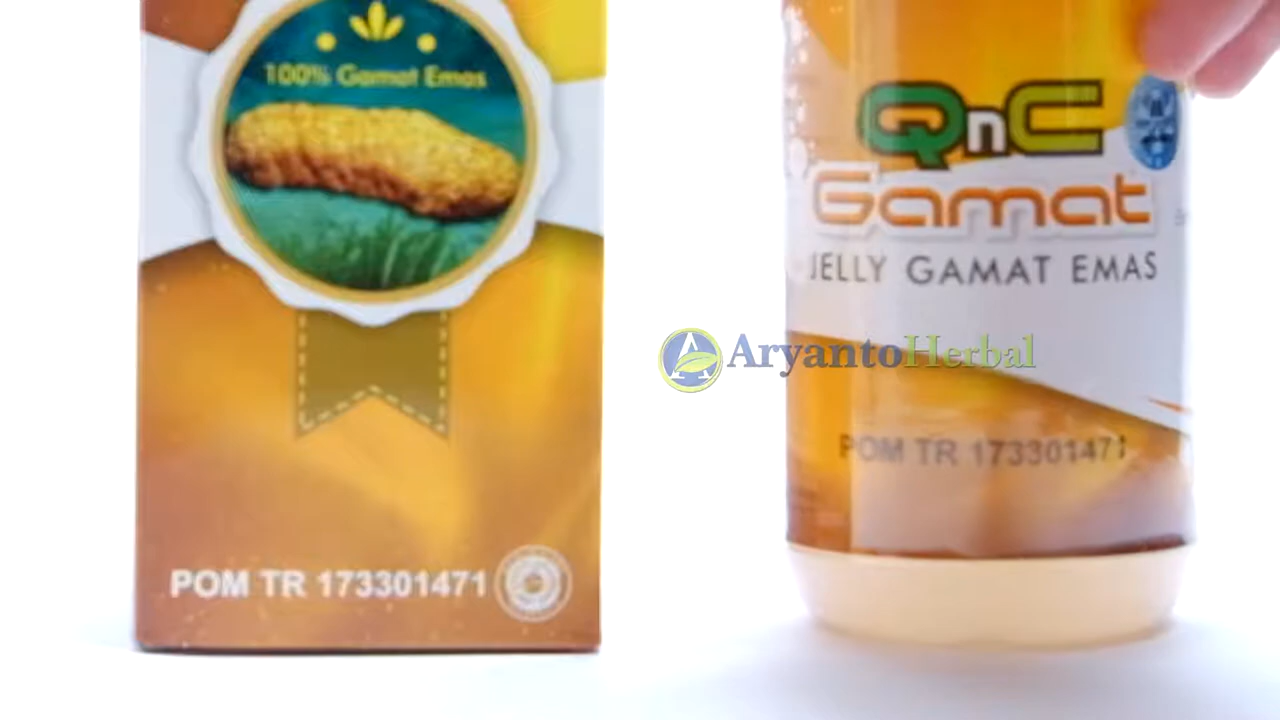 100% Gamat Emas
POM TR 173301471
QnC
Gamat
JELLY GAMAT EMAS
AryantoHerbal
POM TR 173301471